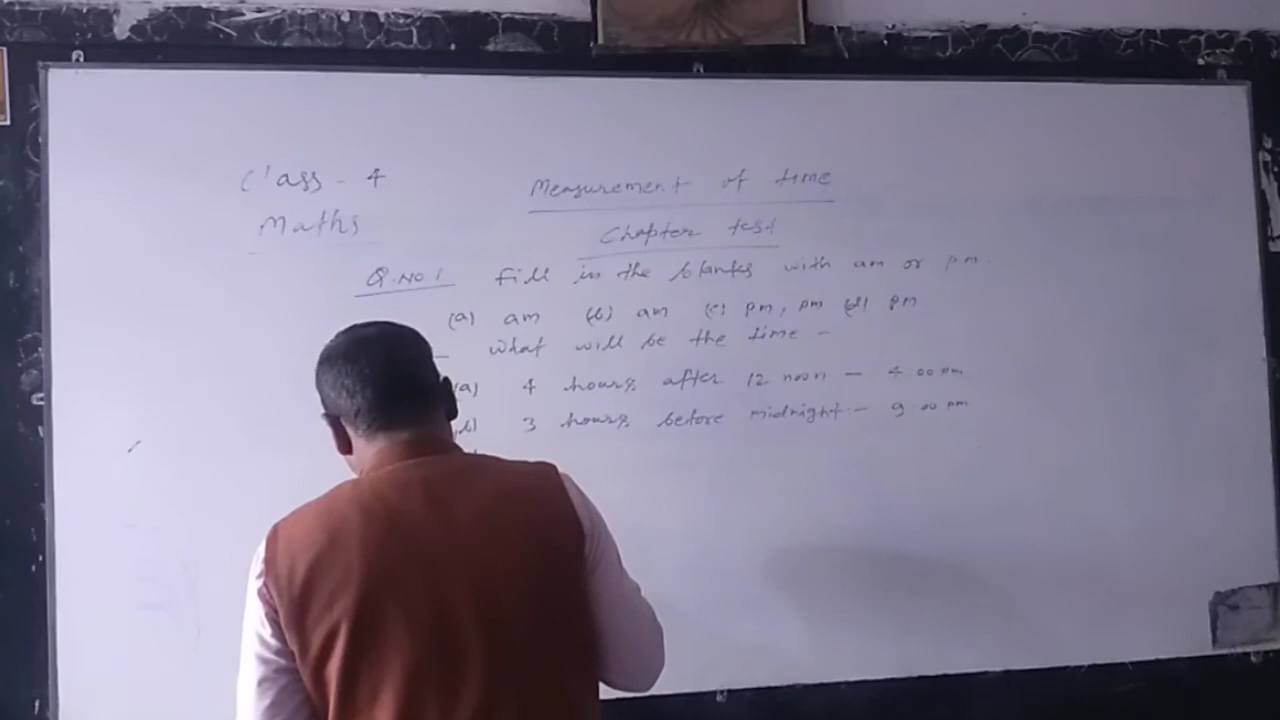 Class - 4
Measurement of time
Maths
Chapter test
Q.NO.1 Fill in the blanks with am or pm.
(a) am (b) am (c) pm, pm (d) pm
What will be the time -
(a) 4 hours after 12 noon - 4 00 pm
(b) 3 hours before midnight:- 9 00 pm